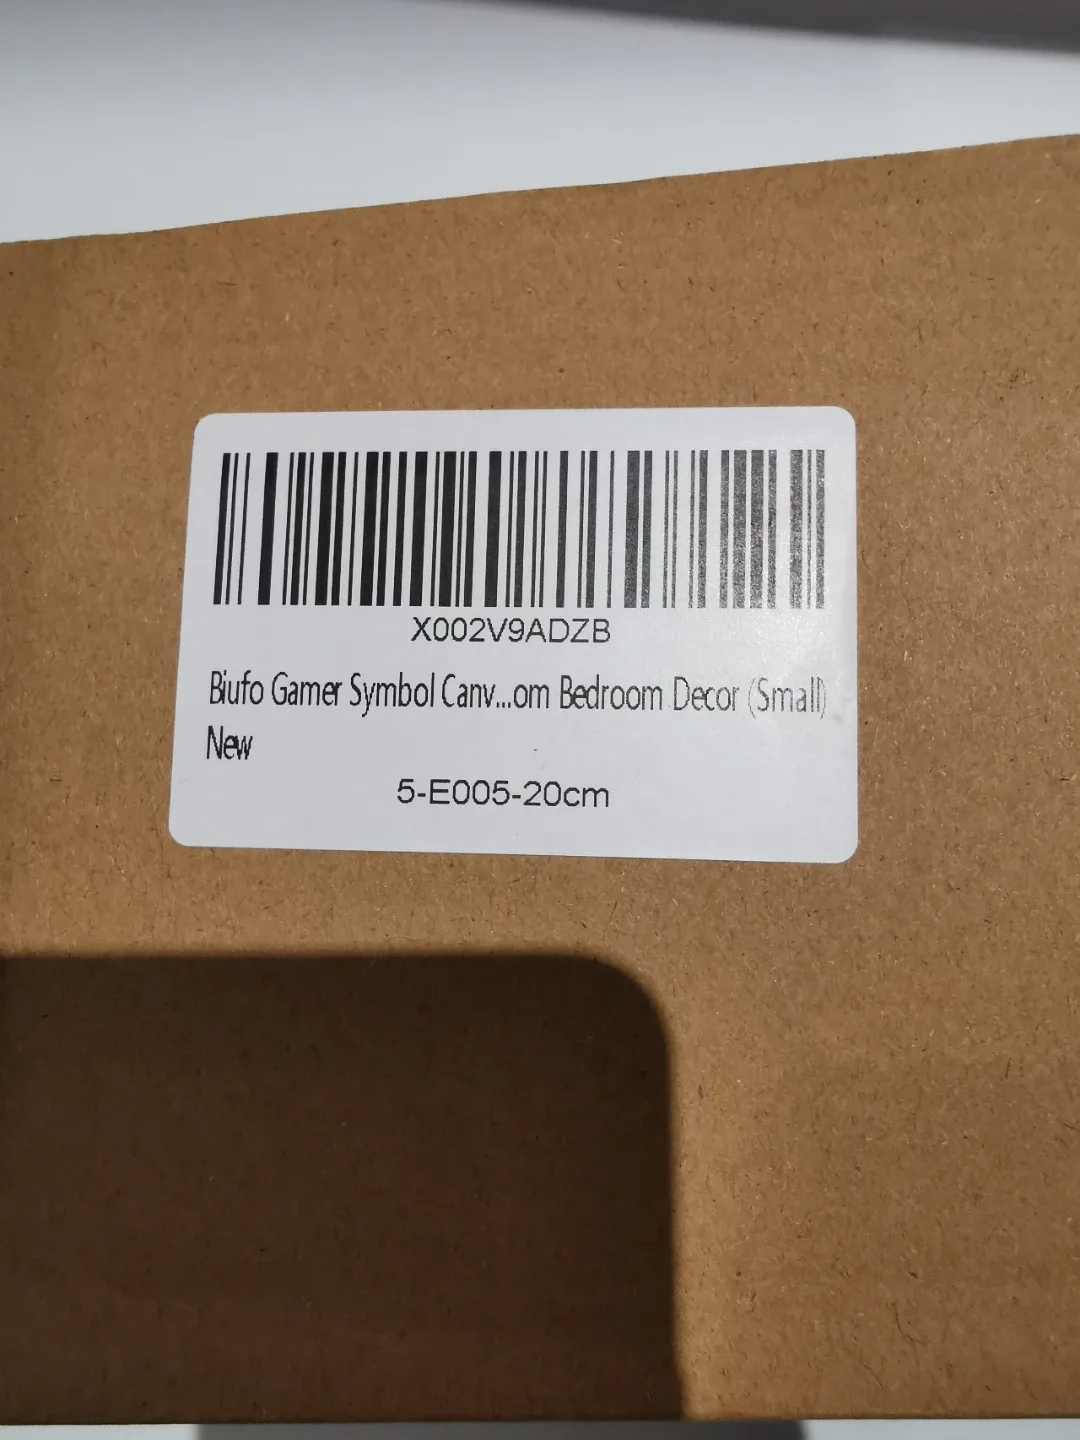 X002V9ADZB
Biufo Gamer Symbol Canv...om Bedroom Decor (Small)
New
5-E005-20cm